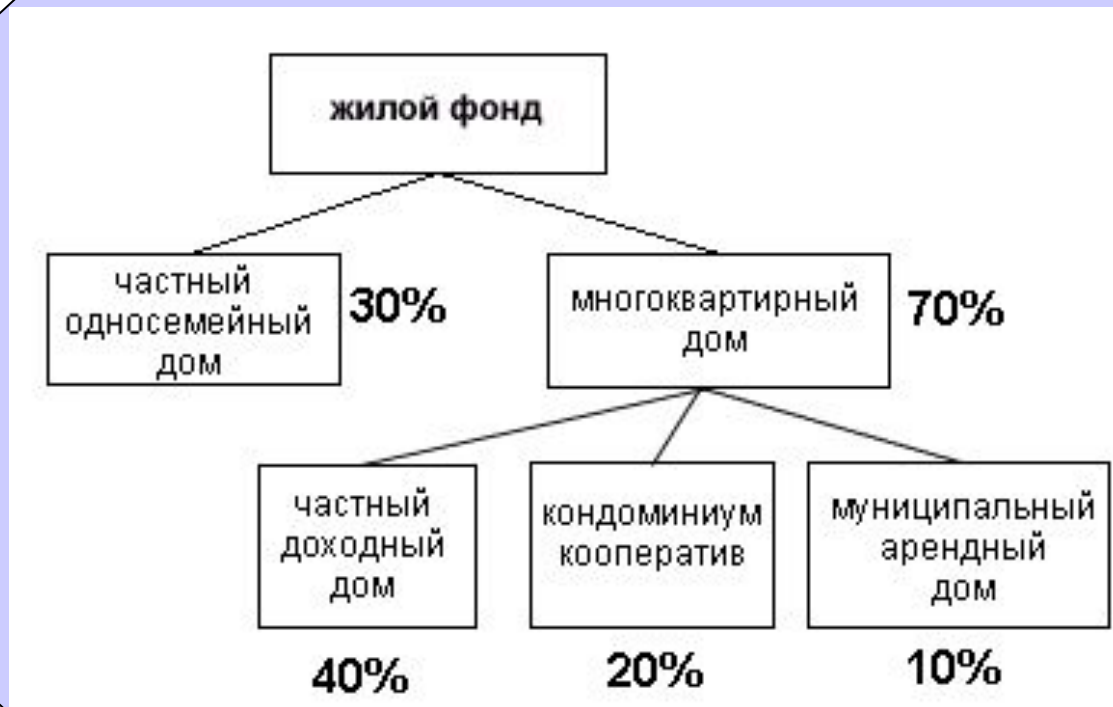 жилой фонд
частный
односемейный
дом
30%
многоквартирный
дом
70%
частный
доходный
дом
кондоминиум
кооператив
муниципальный
арендный
дом
40%
20%
10%